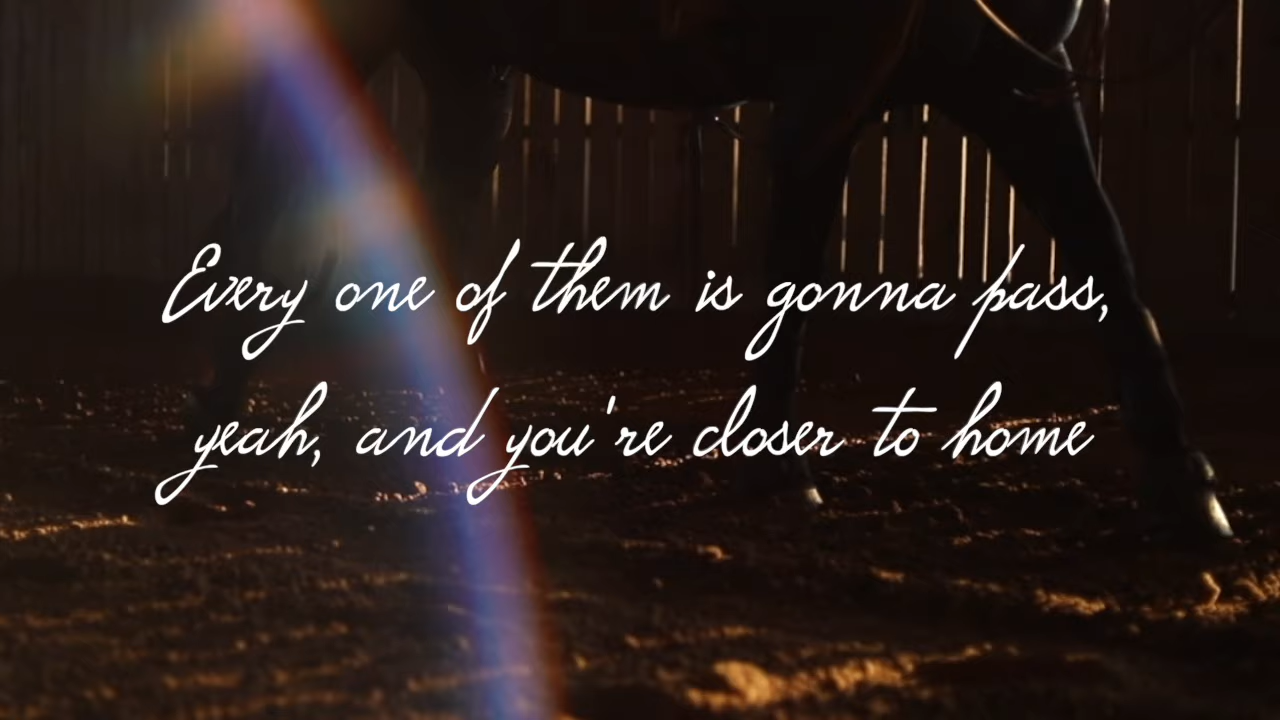 Every one of them is gonna pass,
yeah, and you're closer to home